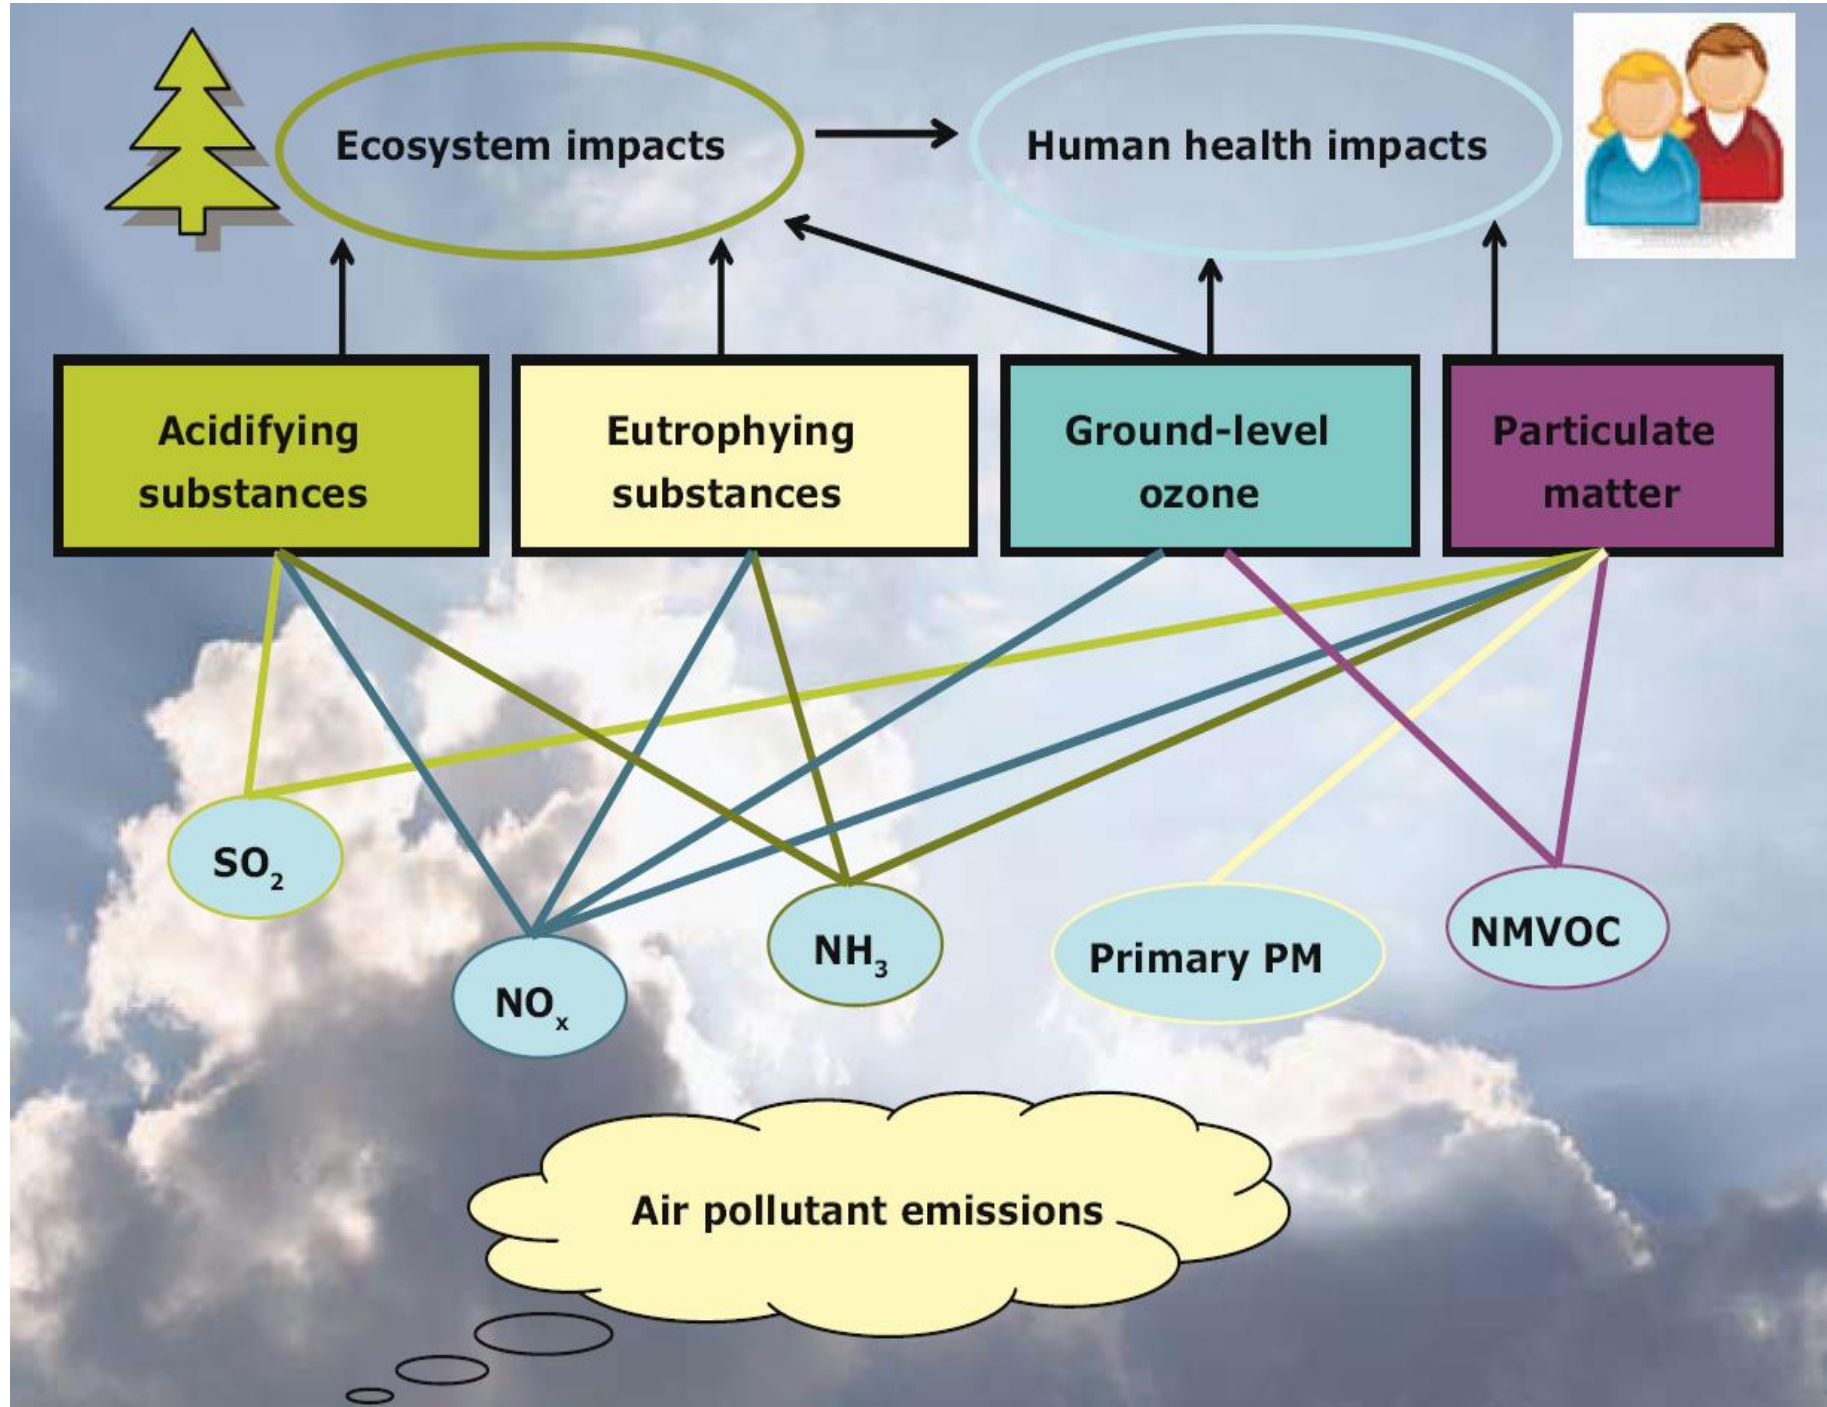 Ecosystem impacts
Human health impacts
Acidifying
substances
Eutrophying
substances
Ground-level
ozone
Particulate
matter
SO₂
NOₓ
NH₃
Primary PM
NMVOC
Air pollutant emissions